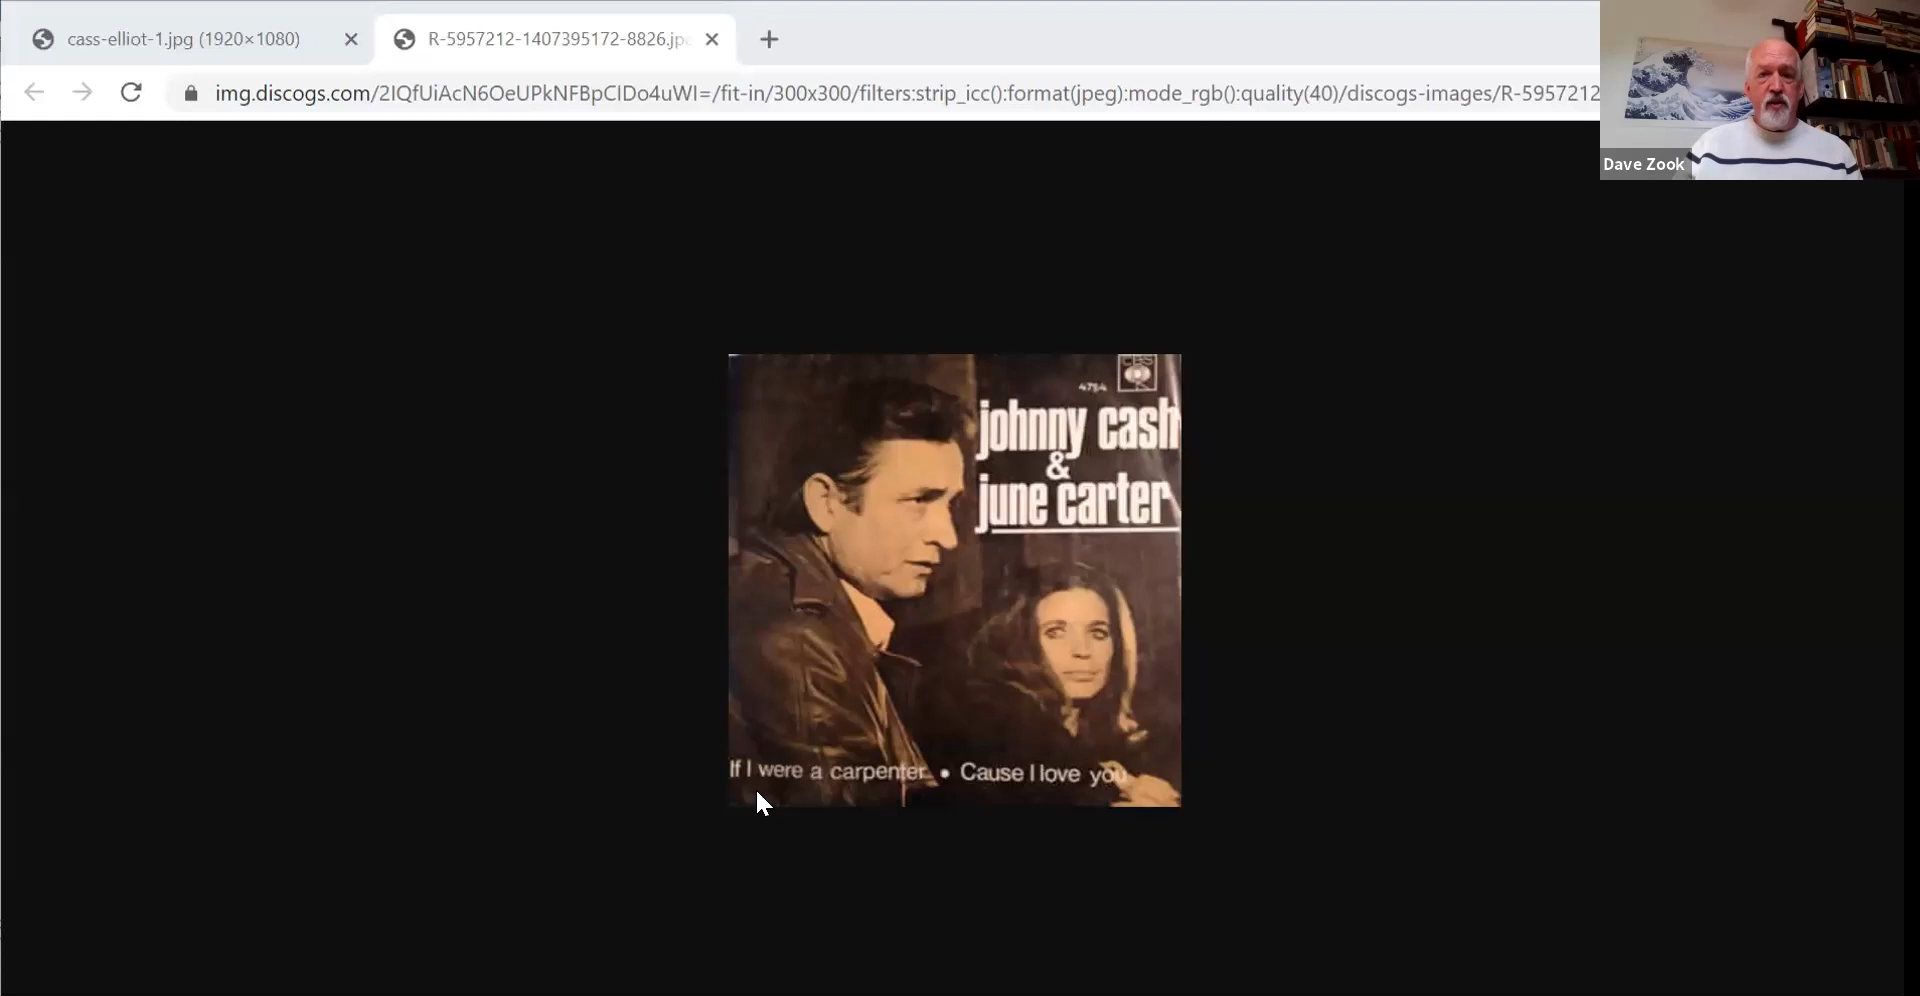 cass-elliot-1.jpg (1920×1080)
R-5957212-1407395172-8826.jp
img.discogs.com/2IQfUiAcN6OeUPkNFBpCIDo4uWI=/fit-in/300x300/filters:strip_icc():format(jpeg):mode_rgb():quality(40)/discogs-images/R-5957212
Dave Zook
CBS
4754
johnny cash
&
june carter
If I were a carpenter • Cause I love you